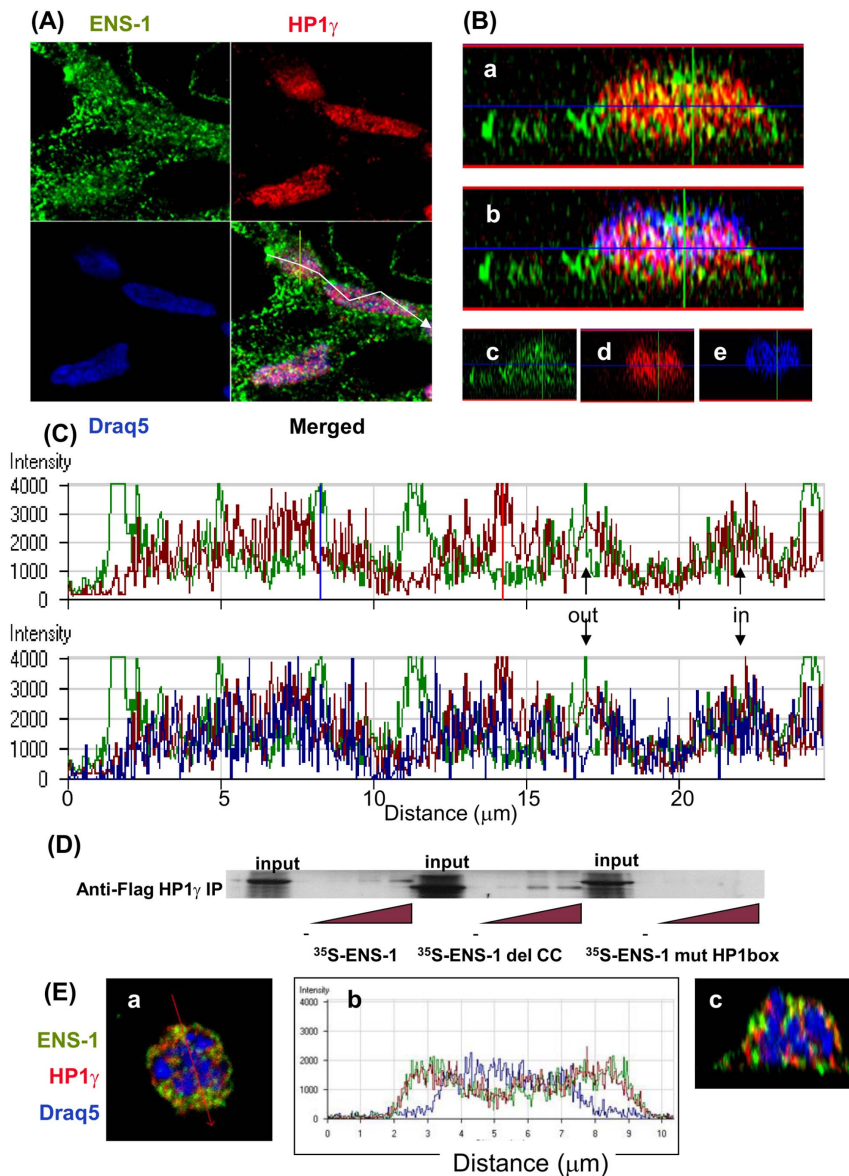 (A)
ENS-1 HP1γ
Draq5 Merged
(B)
a
b
c d e
(C)
Intensity
4000
3000
2000
1000
0
out in
Intensity
4000
3000
2000
1000
0
0 5 10 15 20
Distance (μm)
(D)
input input input
Anti-Flag HP1γ IP
- - -
³⁵S-ENS-1 ³⁵S-ENS-1 del CC ³⁵S-ENS-1 mut HP1box
(E)
a
ENS-1
HP1γ
Draq5
b
Intensity
4000
3000
2000
1000
0
0 1 2 3 4 5 6 7 8 9 10
Distance (μm)
c